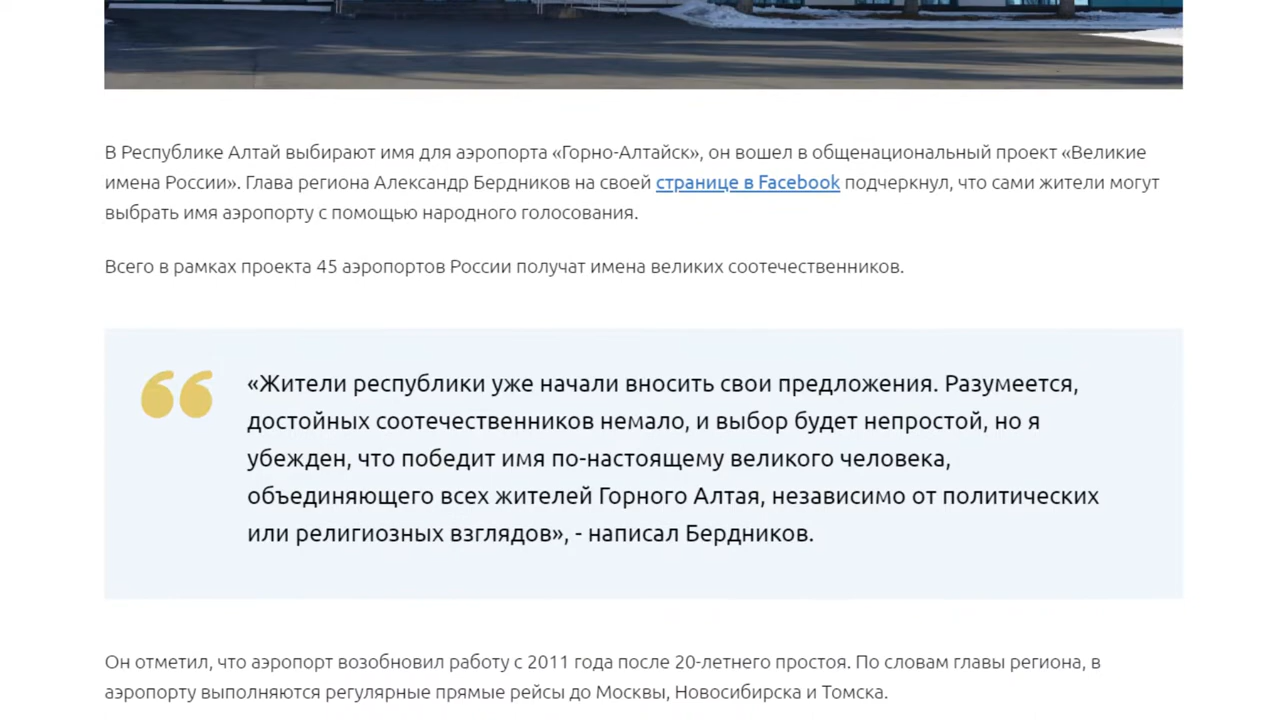 В Республике Алтай выбирают имя для аэропорта «Горно-Алтайск», он вошел в общенациональный проект «Великие
имена России». Глава региона Александр Бердников на своей странице в Facebook подчеркнул, что сами жители могут
выбрать имя аэропорту с помощью народного голосования.
Всего в рамках проекта 45 аэропортов России получат имена великих соотечественников.
«Жители республики уже начали вносить свои предложения. Разумеется,
достойных соотечественников немало, и выбор будет непростой, но я
убежден, что победит имя по-настоящему великого человека,
объединяющего всех жителей Горного Алтая, независимо от политических
или религиозных взглядов», - написал Бердников.
Он отметил, что аэропорт возобновил работу с 2011 года после 20-летнего простоя. По словам главы региона, в
аэропорту выполняются регулярные прямые рейсы до Москвы, Новосибирска и Томска.